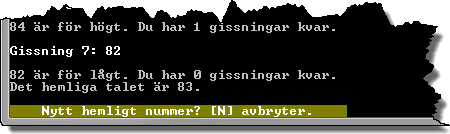 84 är för högt. Du har 1 gissningar kvar.
Gissning 7: 82
82 är för lågt. Du har 0 gissningar kvar.
Det hemliga talet är 83.
Nytt hemligt nummer? [N] avbryter.